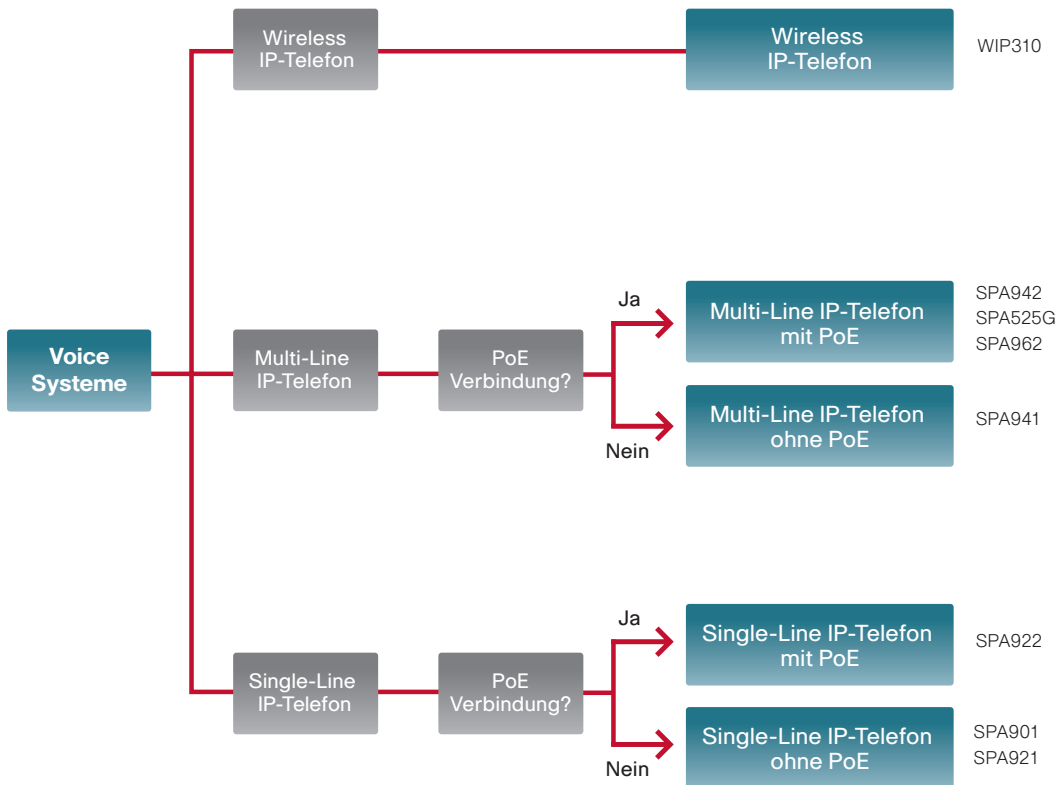 Wireless
IP-Telefon
Wireless
IP-Telefon
WIP310
Voice
Systeme
Multi-Line
IP-Telefon
PoE
Verbindung?
Ja
Multi-Line IP-Telefon
mit PoE
SPA942
SPA525G
SPA962
Nein
Multi-Line IP-Telefon
ohne PoE
SPA941
Single-Line
IP-Telefon
PoE
Verbindung?
Ja
Single-Line IP-Telefon
mit PoE
SPA922
Nein
Single-Line IP-Telefon
ohne PoE
SPA901
SPA921